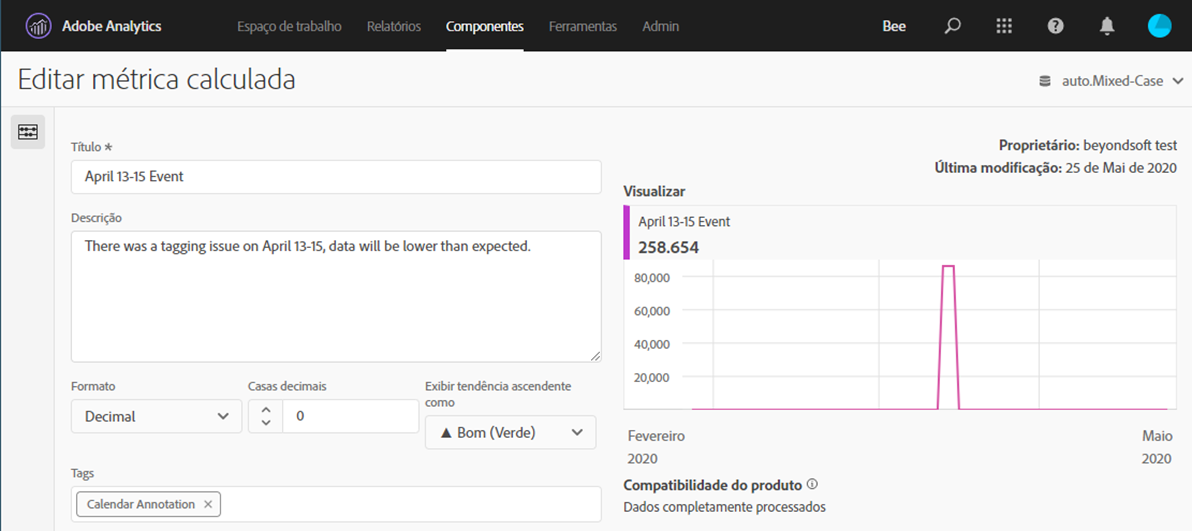 Adobe Analytics Espaço de trabalho Relatórios Componentes Ferramentas Admin Bee
Editar métrica calculada
auto.Mixed-Case
Proprietário: beyondsoft test
Última modificação: 25 de Mai de 2020
Título *
April 13-15 Event
Descrição
There was a tagging issue on April 13-15, data will be lower than expected.
Formato
Decimal
Casas decimais
0
Exibir tendência ascendente
como
▲ Bom (Verde)
Tags
Calendar Annotation ×
Visualizar
April 13-15 Event
258.654
80,000
60,000
40,000
20,000
Fevereiro
2020
Maio
2020
Compatibilidade do produto
Dados completamente processados